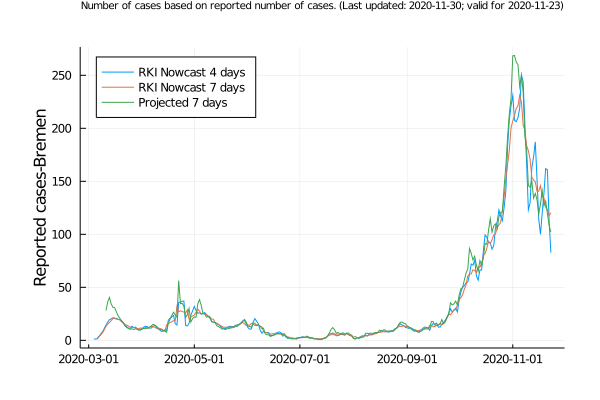 Number of cases based on reported number of cases. (Last updated: 2020-11-30; valid for 2020-11-23)
RKI Nowcast 4 days
RKI Nowcast 7 days
Projected 7 days
Reported cases-Bremen
250
200
150
100
50
0
2020-03-01 2020-05-01 2020-07-01 2020-09-01 2020-11-01